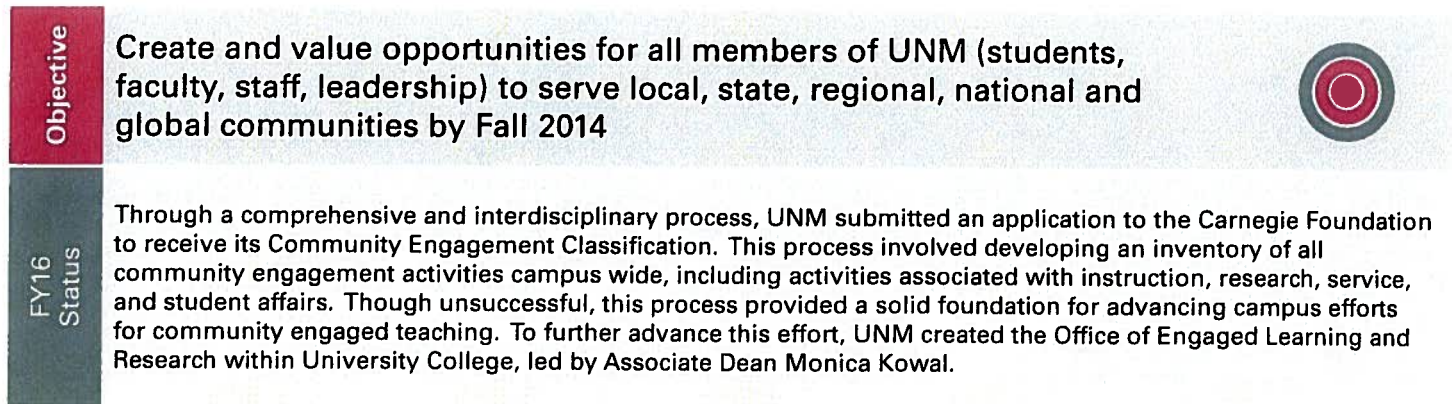 Objective
Create and value opportunities for all members of UNM (students,
faculty, staff, leadership) to serve local, state, regional, national and
global communities by Fall 2014
FY16
Status
Through a comprehensive and interdisciplinary process, UNM submitted an application to the Carnegie Foundation
to receive its Community Engagement Classification. This process involved developing an inventory of all
community engagement activities campus wide, including activities associated with instruction, research, service,
and student affairs. Though unsuccessful, this process provided a solid foundation for advancing campus efforts
for community engaged teaching. To further advance this effort, UNM created the Office of Engaged Learning and
Research within University College, led by Associate Dean Monica Kowal.